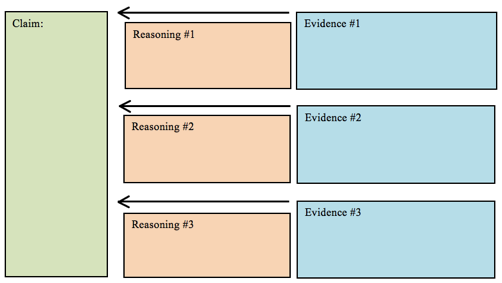 Claim:
Reasoning #1
Evidence #1
Reasoning #2
Evidence #2
Reasoning #3
Evidence #3